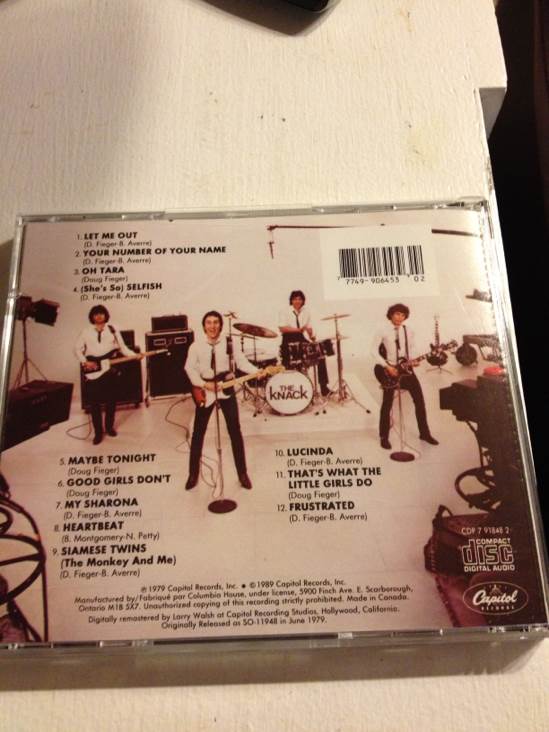 1. LET ME OUT
(D. Fieger-B. Averre)
2. YOUR NUMBER OF YOUR NAME
(D. Fieger-B. Averre)
3. OH TARA
(Doug Fieger)
4. (She's So) SELFISH
(D. Fieger-B. Averre)
7 7749-906453 02
THE KNACK
5. MAYBE TONIGHT
(Doug Fieger)
6. GOOD GIRLS DON'T
(Doug Fieger)
7. MY SHARONA
(D. Fieger-B. Averre)
8. HEARTBEAT
(B. Montgomery-N. Petty)
9. SIAMESE TWINS
(The Monkey And Me)
(D. Fieger-B. Averre)
10. LUCINDA
(D. Fieger-B. Averre)
11. THAT'S WHAT THE
LITTLE GIRLS DO
(Doug Fieger)
12. FRUSTRATED
(D. Fieger-B. Averre)
CDP 7 91848 2
COMPACT
disc
DIGITAL AUDIO
Capitol
RECORDS
℗ 1979 Capitol Records, Inc. • © 1989 Capitol Records, Inc.
Manufactured by/Fabriqué par Columbia House, under license, 5900 Finch Ave. E. Scarborough,
Ontario M1B 5X7. Unauthorized copying of this recording strictly prohibited. Made in Canada.
Digitally remastered by Larry Walsh at Capitol Recording Studios, Hollywood, California.
Originally Released as SO-11948 in June 1979.